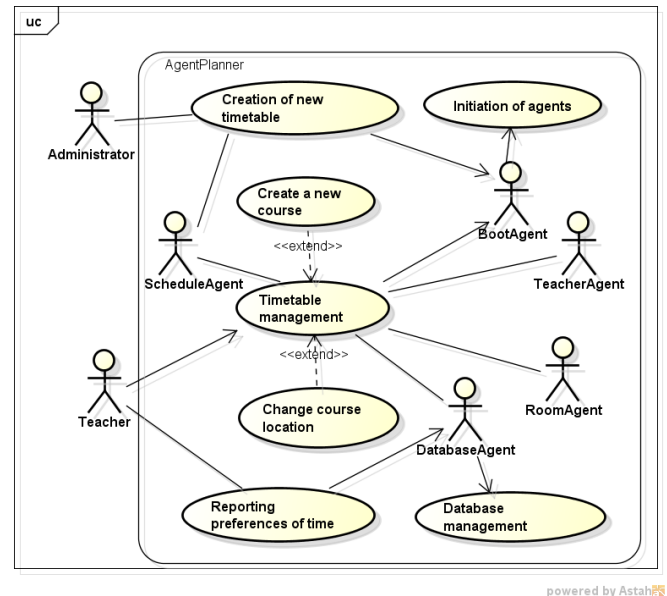 uc
AgentPlanner
Creation of new
timetable
Initiation of agents
Administrator
Create a new
course
BootAgent
<<extend>>
ScheduleAgent
TeacherAgent
Timetable
management
<<extend>>
Change course
location
RoomAgent
Teacher
DatabaseAgent
Reporting
preferences of time
Database
management
powered by Astah